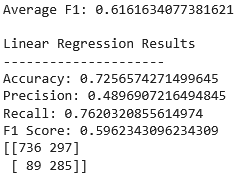 Average F1: 0.6161634077381621
Linear Regression Results
---------------------
Accuracy: 0.7256574271499645
Precision: 0.4896907216494845
Recall: 0.7620320855614974
F1 Score: 0.5962343096234309
[[736 297]
[ 89 285]]